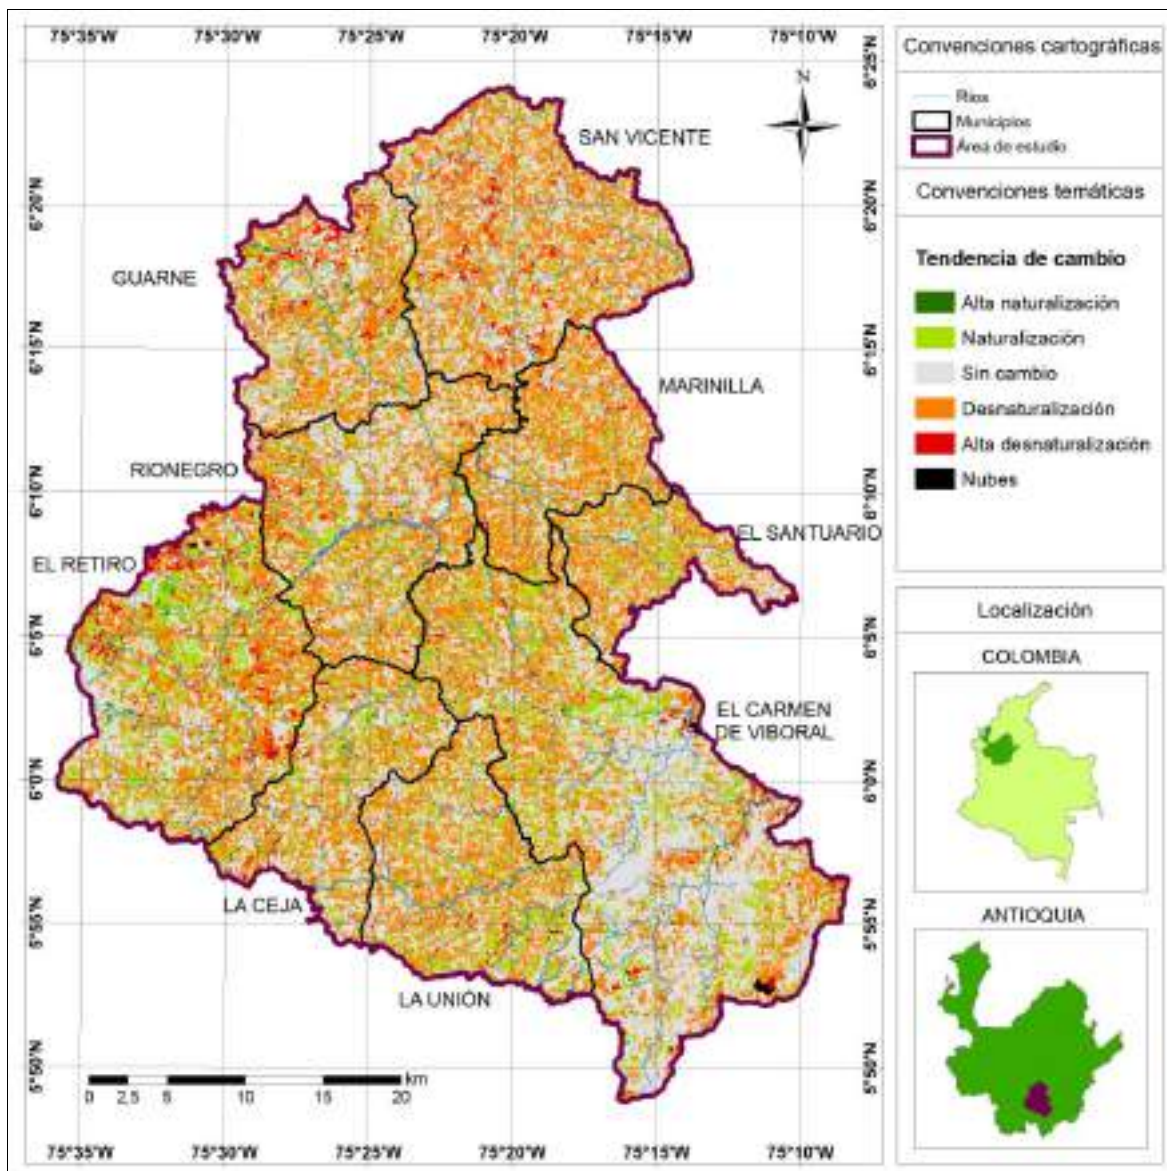 75°35'W 75°30'W 75°25'W 75°20'W 75°15'W 75°10'W
6°25'N
6°20'N
6°15'N
6°10'N
6°5'N
6°0'N
5°55'N
5°50'N
N
SAN VICENTE
GUARNE
MARINILLA
RIONEGRO
EL SANTUARIO
EL RETIRO
EL CARMEN
DE VIBORAL
LA CEJA
LA UNIÓN
km
0 2,5 5 10 15 20
6°20'N
6°15'N
6°10'N
6°5'N
6°0'N
5°55'N
5°50'N
75°35'W 75°30'W 75°25'W 75°20'W 75°15'W 75°10'W
Convenciones cartográficas
Ríos
Municipios
Área de estudio
Convenciones temáticas
Tendencia de cambio
Alta naturalización
Naturalización
Sin cambio
Desnaturalización
Alta desnaturalización
Nubes
Localización
COLOMBIA
ANTIOQUIA